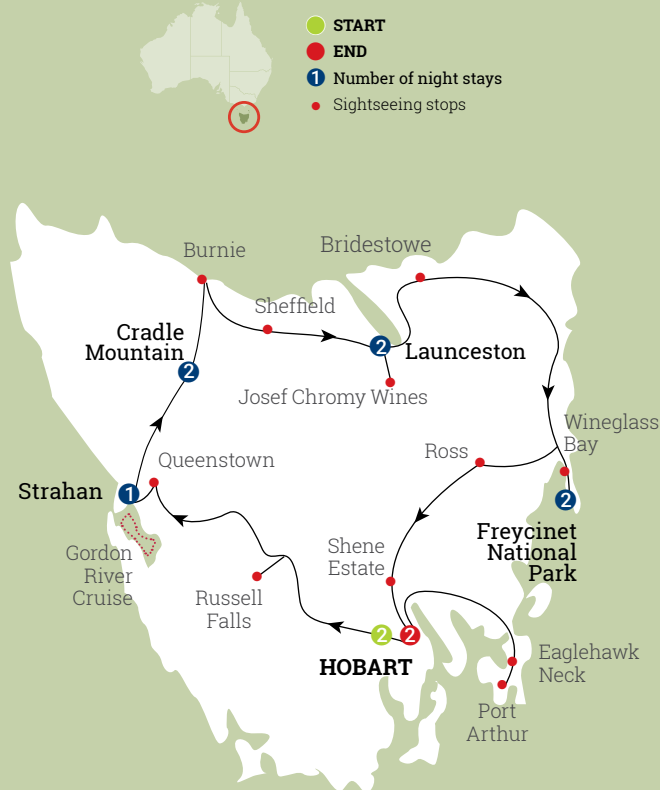 START
END
1 Number of night stays
Sightseeing stops
Burnie
Bridestowe
Sheffield
Cradle
Mountain
2
2
Launceston
Josef Chromy Wines
Wineglass
Bay
Ross
Queenstown
Strahan
1
2
Freycinet
National
Park
Gordon
River
Cruise
Shene
Estate
Russell
Falls
2
2
HOBART
Eaglehawk
Neck
Port
Arthur